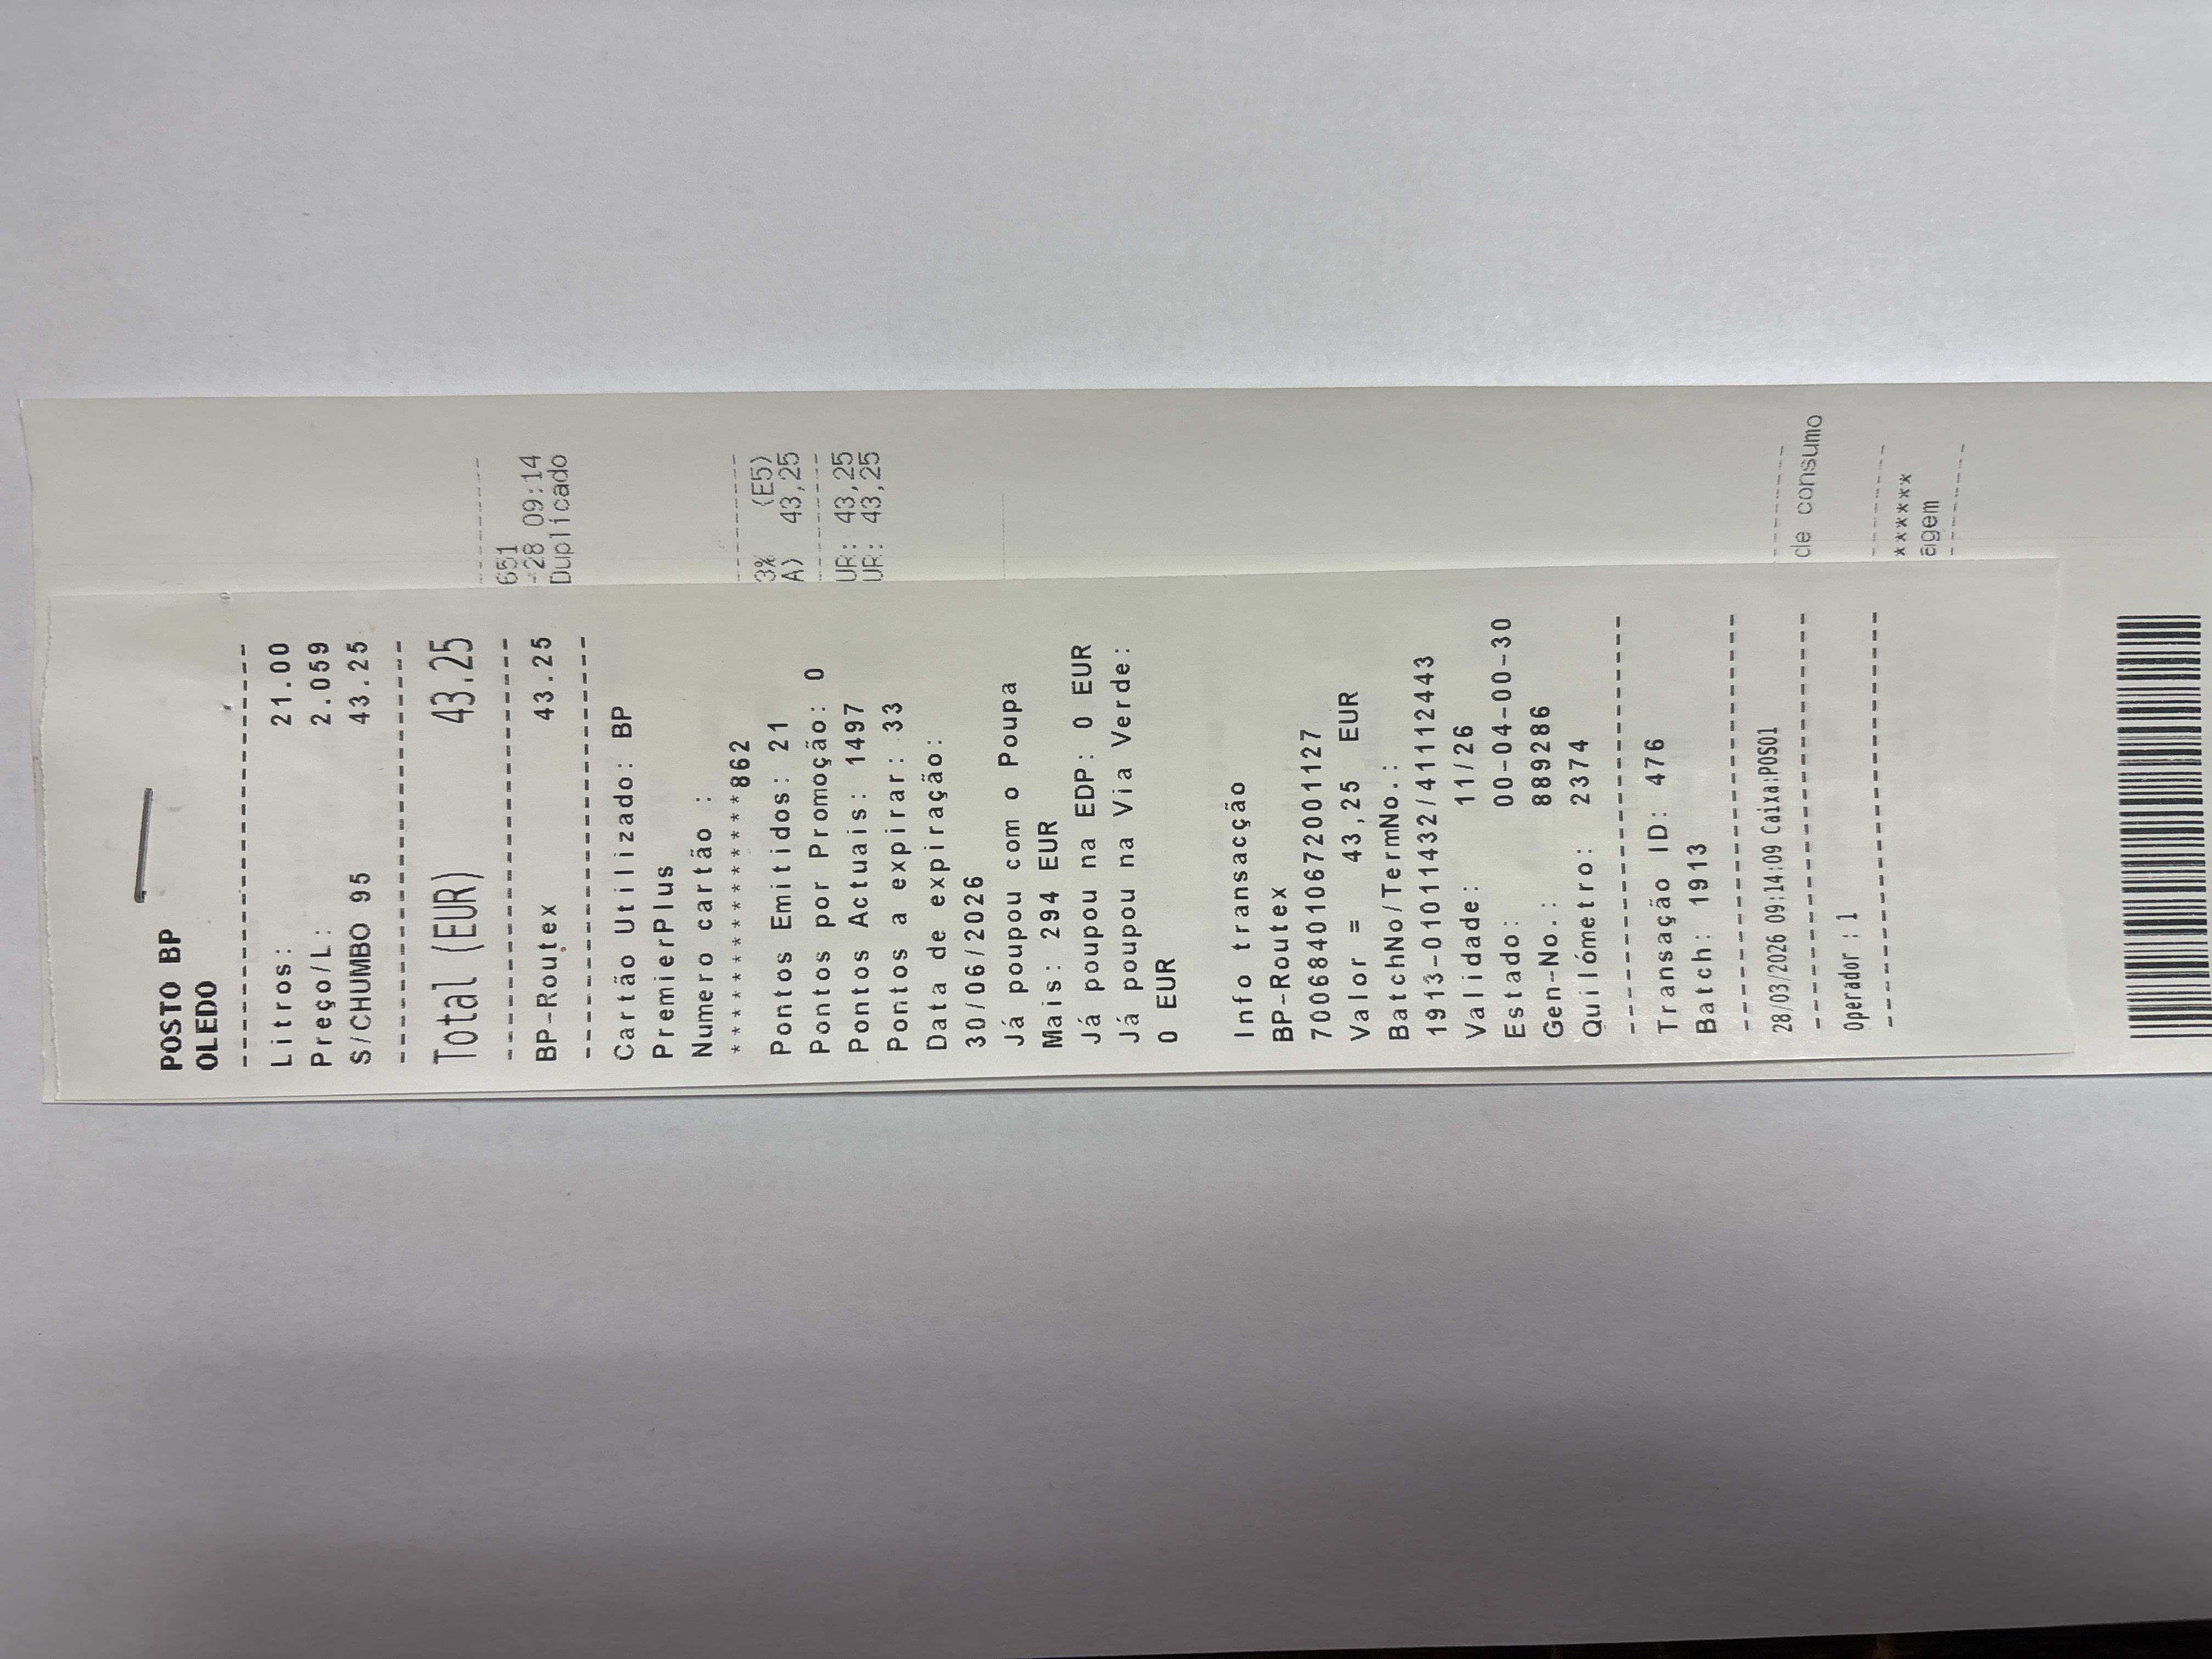 POSTO BP
OLEDO
--------------------------
Litros: 21.00
Preço/L: 2.059
S/CHUMBO 95 43.25
--------------------------
Total (EUR) 43.25
--------------------------
BP-Routex 43.25
--------------------------
Cartão Utilizado: BP
PremierPlus
Numero cartão :
****************862
Pontos Emitidos: 21
Pontos por Promoção: 0
Pontos Actuais: 1497
Pontos a expirar: 33
Data de expiração:
30/06/2026
Já poupou com o Poupa
Mais: 294 EUR
Já poupou na EDP: 0 EUR
Já poupou na Via Verde:
0 EUR
Info transacção
BP-Routex
700684010672001127
Valor = 43,25 EUR
BatchNo/TermNo.:
1913-01011432/41112443
Validade: 11/26
Estado: 00-04-00-30
Gen-No.: 889286
Quilómetro: 2374
--------------------------
Transação ID: 476
Batch: 1913
--------------------------
28/03/2026 09:14:09 Caixa:POS01
--------------------------
Operador : 1
--------------------------
651
-28 09:14
Duplicado
3% (E5)
A) 43,25
UR: 43,25
UR: 43,25
de consumo
******
agem